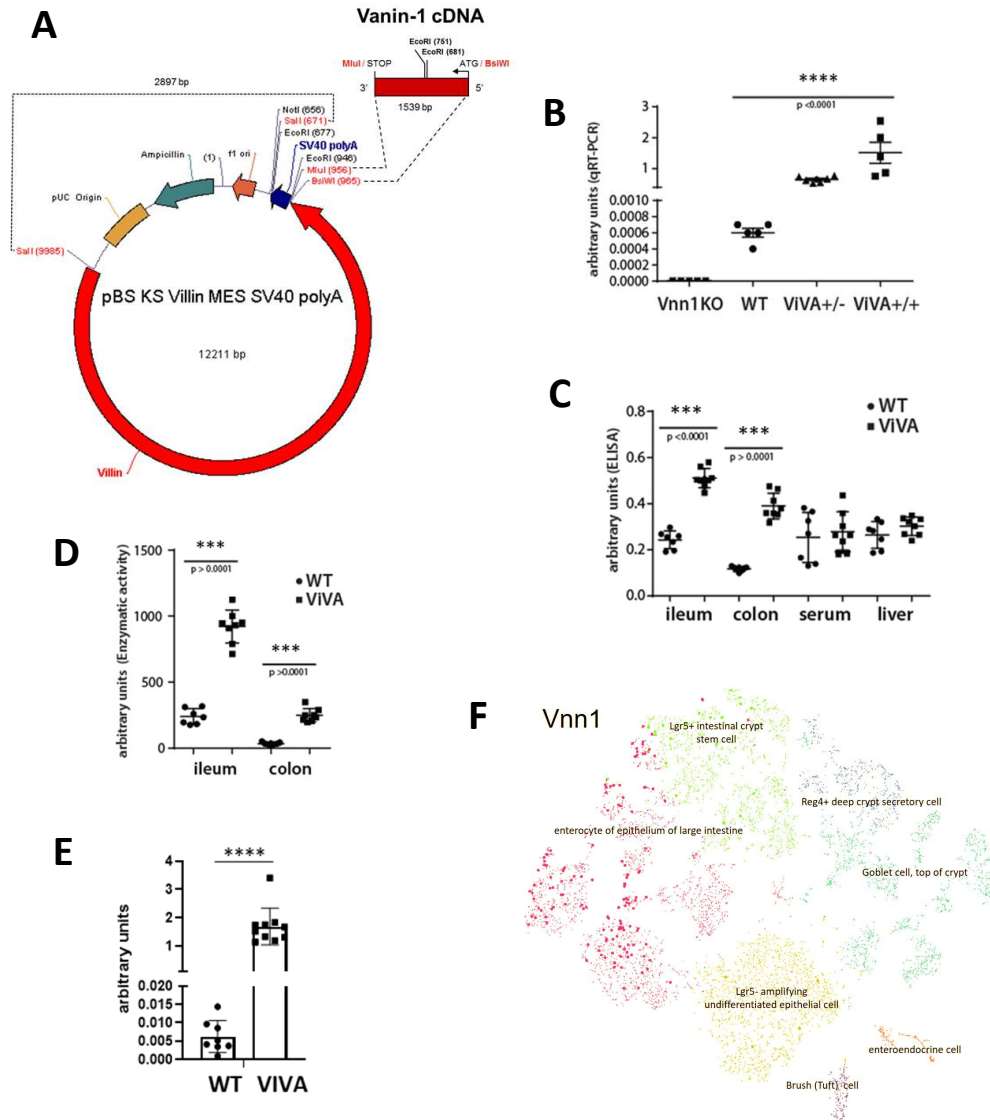 A
Vanin-1 cDNA
EcoRI (751)
EcoRI (681)
MluI / STOP
ATG / BsiWI
3'
5'
1539 bp
2897 bp
NotI (656)
SalI (671)
EcoRI (677)
SV40 polyA
EcoRI (946)
MluI (956)
BsiWI (965)
Ampicillin
(1)
f1 ori
pUC Origin
SalI (9985)
pBS KS Villin MES SV40 polyA
12211 bp
Villin
B
arbitrary units (qRT-PCR)
****
p <0.0001
3
2
1
0.0010
0.0008
0.0006
0.0004
0.0002
0.0000
Vnn1KO WT ViVA+/- ViVA+/+
C
arbitrary units (ELISA)
WT
ViVA
***
p <0.0001
***
p > 0.0001
0.8
0.6
0.4
0.2
0.0
ileum colon serum liver
D
arbitrary units (Enzymatic activity)
***
p > 0.0001
WT
ViVA
***
p >0.0001
1500
1000
500
0
ileum colon
E
arbitrary units
****
4
3
2
1
0.020
0.015
0.010
0.005
0.000
WT VIVA
F
Vnn1
Lgr5+ intestinal crypt
stem cell
Reg4+ deep crypt secretory cell
enterocyte of epithelium of large intestine
Goblet cell, top of crypt
Lgr5- amplifying
undifferentiated epithelial cell
enteroendocrine cell
Brush (Tuft) cell